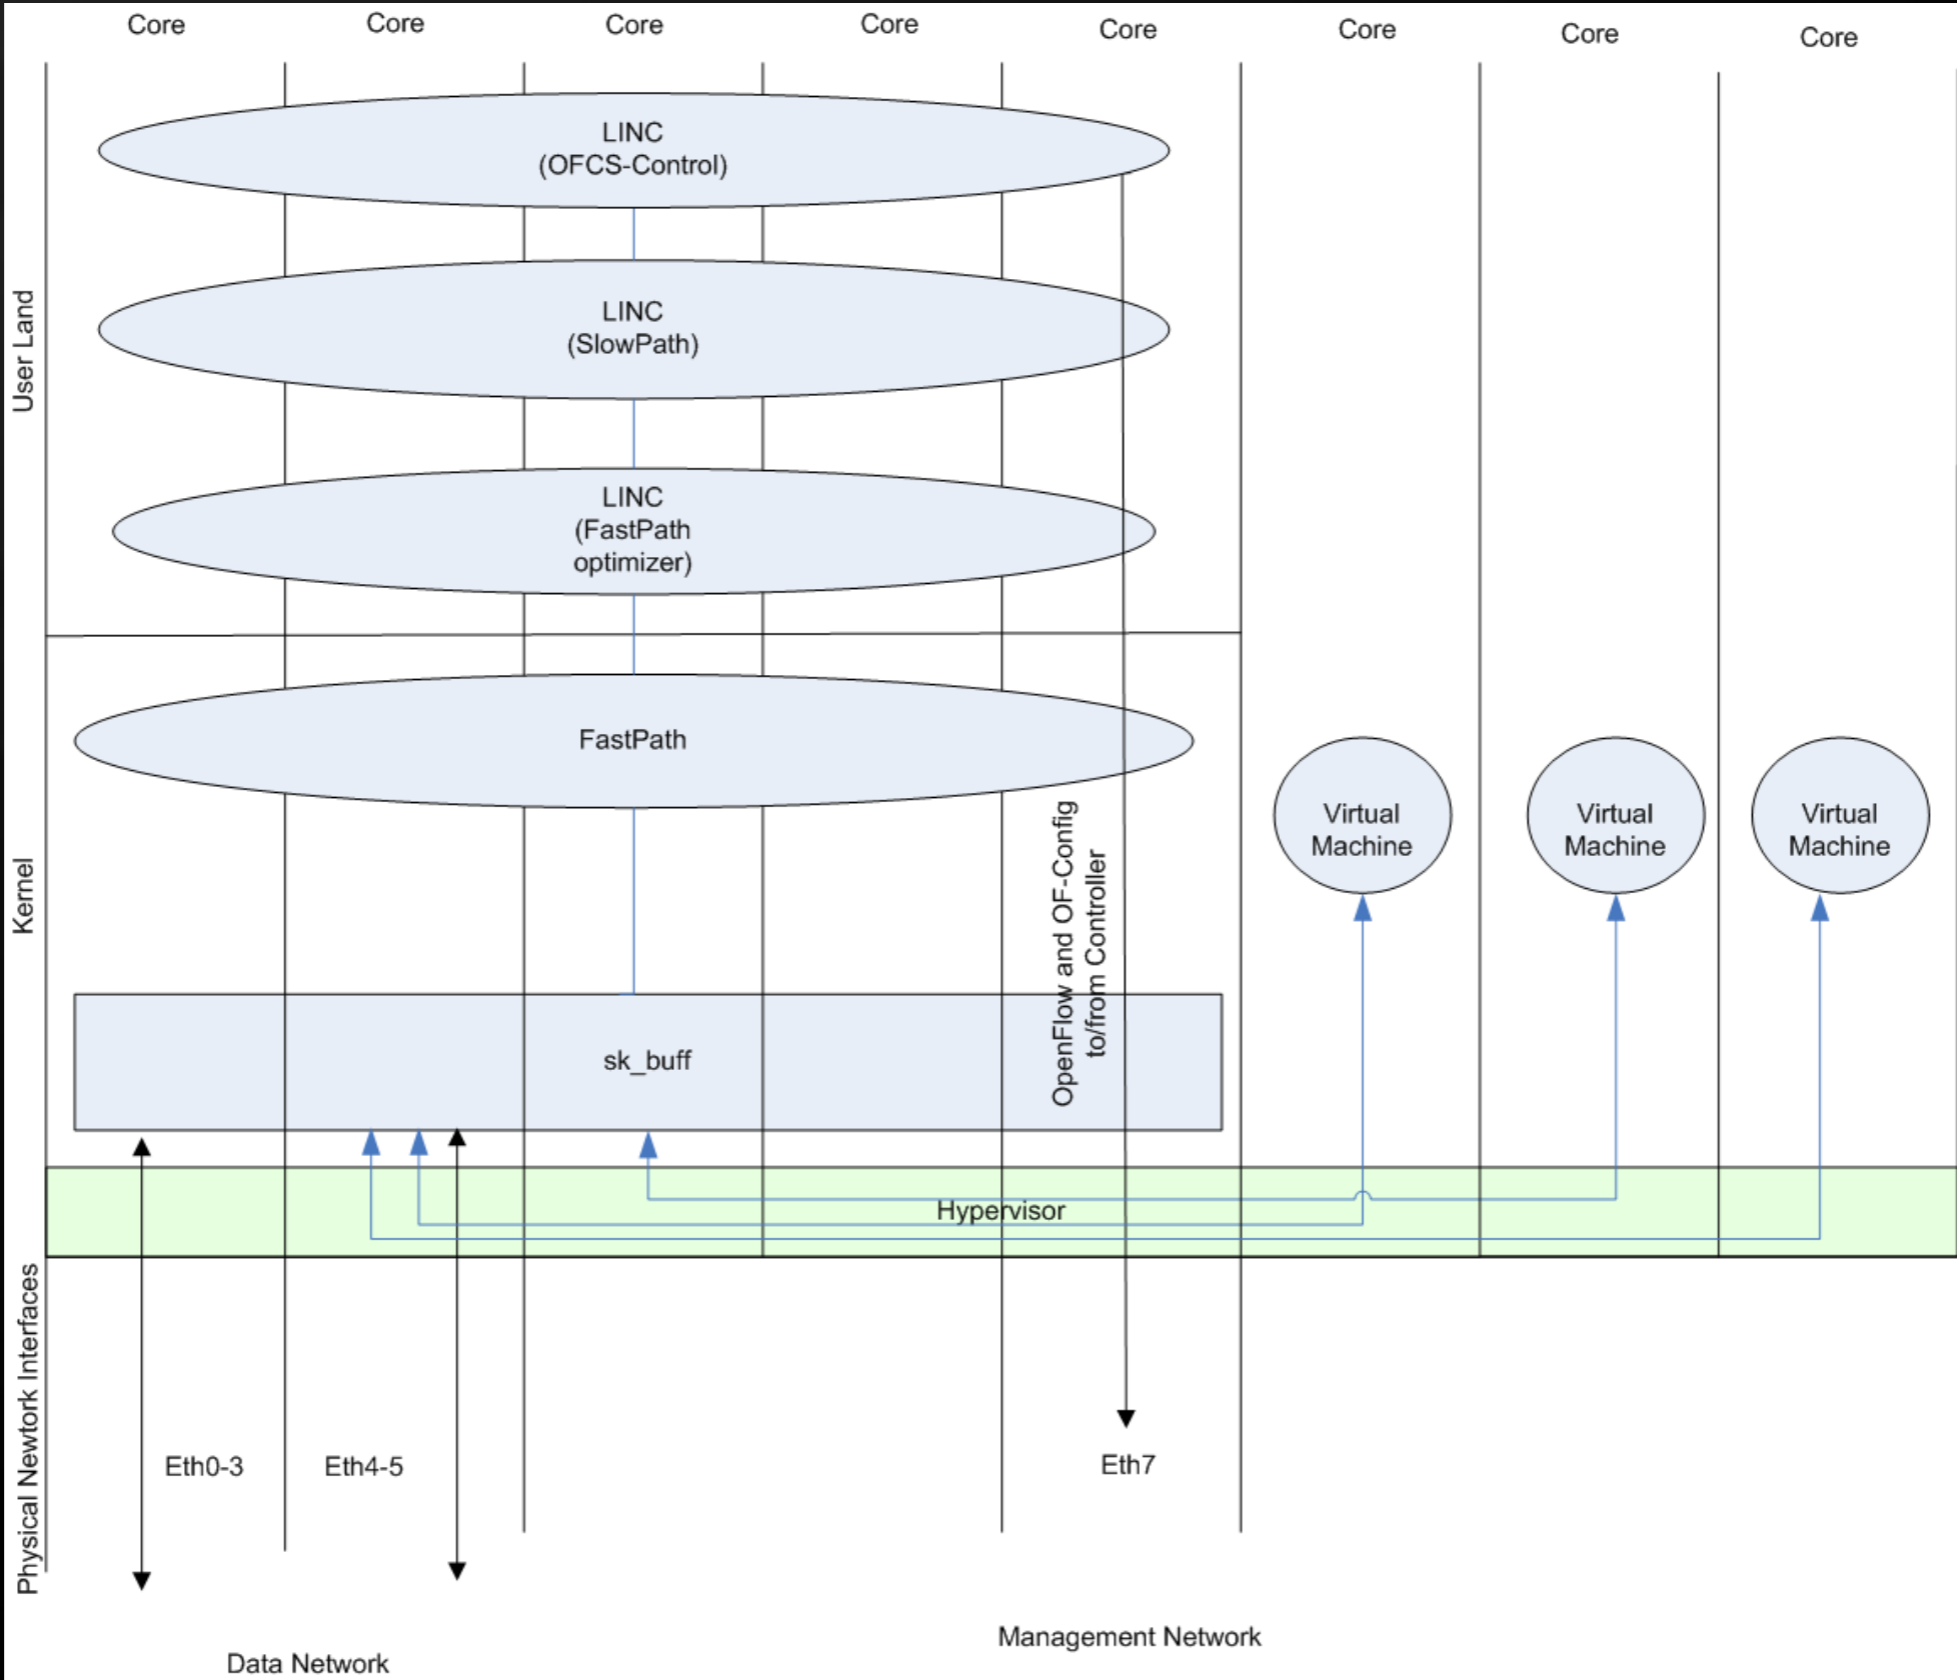 Core
Core
Core
Core
Core
Core
Core
Core
LINC
(OFCS-Control)
LINC
(SlowPath)
LINC
(FastPath
optimizer)
User Land
FastPath
Kernel
OpenFlow and OF-Config
to/from Controller
Virtual
Machine
Virtual
Machine
Virtual
Machine
sk_buff
Hypervisor
Physical Newtork Interfaces
Eth0-3
Eth4-5
Eth7
Management Network
Data Network